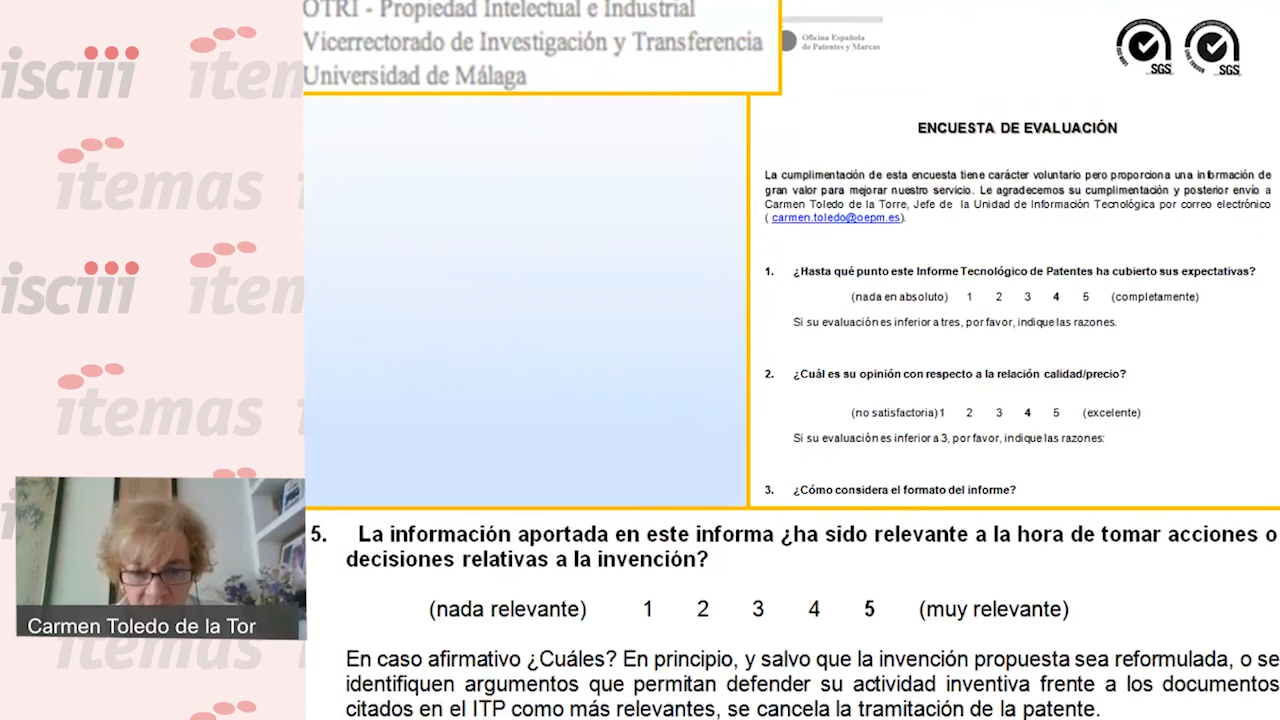 OTRI - Propiedad Intelectual e Industrial
Vicerrectorado de Investigación y Transferencia
Universidad de Málaga
Oficina Española
de Patentes y Marcas
SGS
SGS
isciii
itemas
isciii
itemas
ENCUESTA DE EVALUACIÓN
La cumplimentación de esta encuesta tiene carácter voluntario pero proporciona una información de
gran valor para mejorar nuestro servicio. Le agradecemos su cumplimentación y posterior envío a
Carmen Toledo de la Torre, Jefe de la Unidad de Información Tecnológica por correo electrónico
( carmen.toledo@oepm.es).
1. ¿Hasta qué punto este Informe Tecnológico de Patentes ha cubierto sus expectativas?
(nada en absoluto) 1 2 3 4 5 (completamente)
Si su evaluación es inferior a tres, por favor, indique las razones.
2. ¿Cuál es su opinión con respecto a la relación calidad/precio?
(no satisfactoria) 1 2 3 4 5 (excelente)
Si su evaluación es inferior a 3, por favor, indique las razones:
3. ¿Cómo considera el formato del informe?
5. La información aportada en este informa ¿ha sido relevante a la hora de tomar acciones o
decisiones relativas a la invención?
(nada relevante) 1 2 3 4 5 (muy relevante)
En caso afirmativo ¿Cuáles? En principio, y salvo que la invención propuesta sea reformulada, o se
identifiquen argumentos que permitan defender su actividad inventiva frente a los documentos
citados en el ITP como más relevantes, se cancela la tramitación de la patente.
Carmen Toledo de la Tor